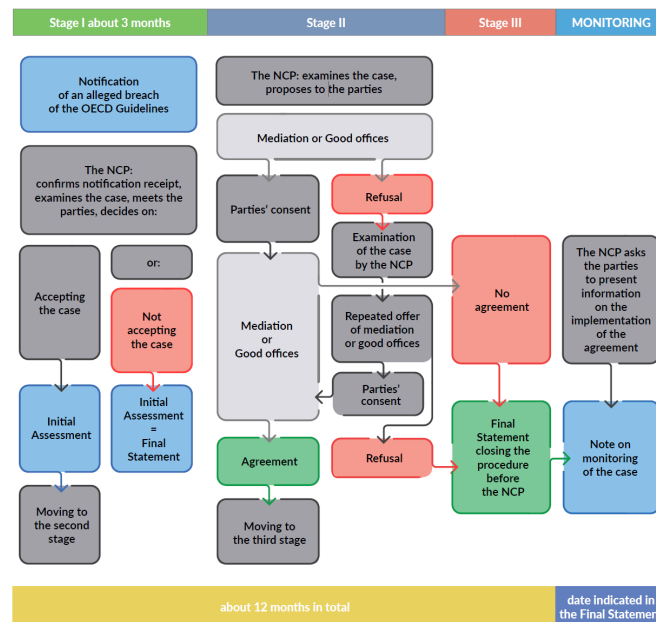 Stage I about 3 months
Stage II
Stage III
MONITORING
Notification
of an alleged breach
of the OECD Guidelines
The NCP:
confirms notification receipt,
examines the case, meets the
parties, decides on:
Accepting
the case
or:
Not
accepting
the case
Initial
Assessment
Initial
Assessment
=
Final
Statement
Moving to
the second
stage
The NCP: examines the case,
proposes to the parties
Mediation or Good offices
Parties' consent
Refusal
Examination
of the case
by the NCP
Mediation
or
Good offices
Repeated offer
of mediation
or good offices
Parties'
consent
Agreement
Refusal
Moving to
the third stage
No
agreement
Final
Statement
closing the
procedure
before
the NCP
The NCP asks
the parties
to present
information
on the
implementation
of the
agreement
Note on
monitoring
of the case
about 12 months in total
date indicated in
the Final Statement